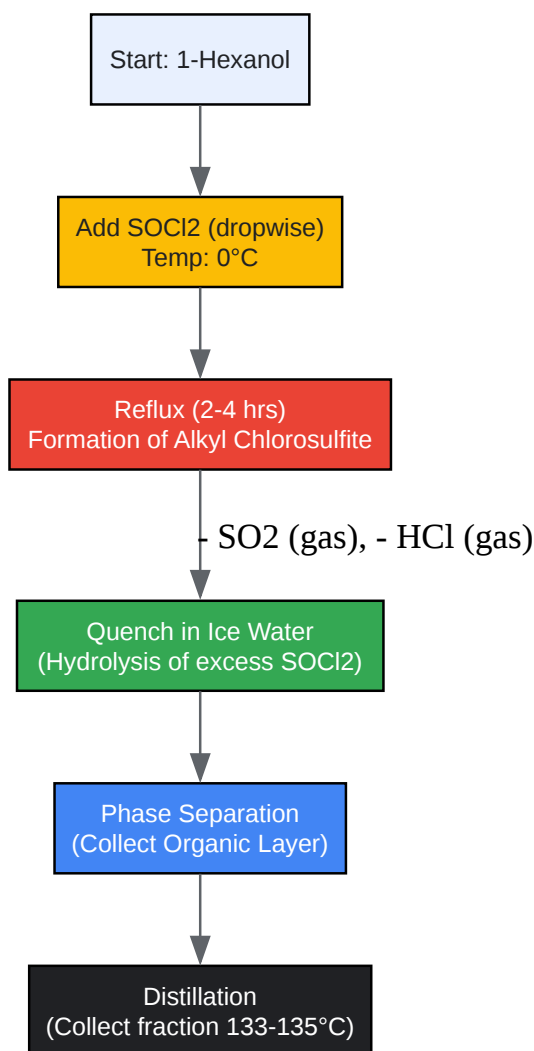 Start: 1-Hexanol
Add SOCl2 (dropwise)
Temp: 0°C
Reflux (2-4 hrs)
Formation of Alkyl Chlorosulfite
- SO2 (gas), - HCl (gas)
Quench in Ice Water
(Hydrolysis of excess SOCl2)
Phase Separation
(Collect Organic Layer)
Distillation
(Collect fraction 133-135°C)